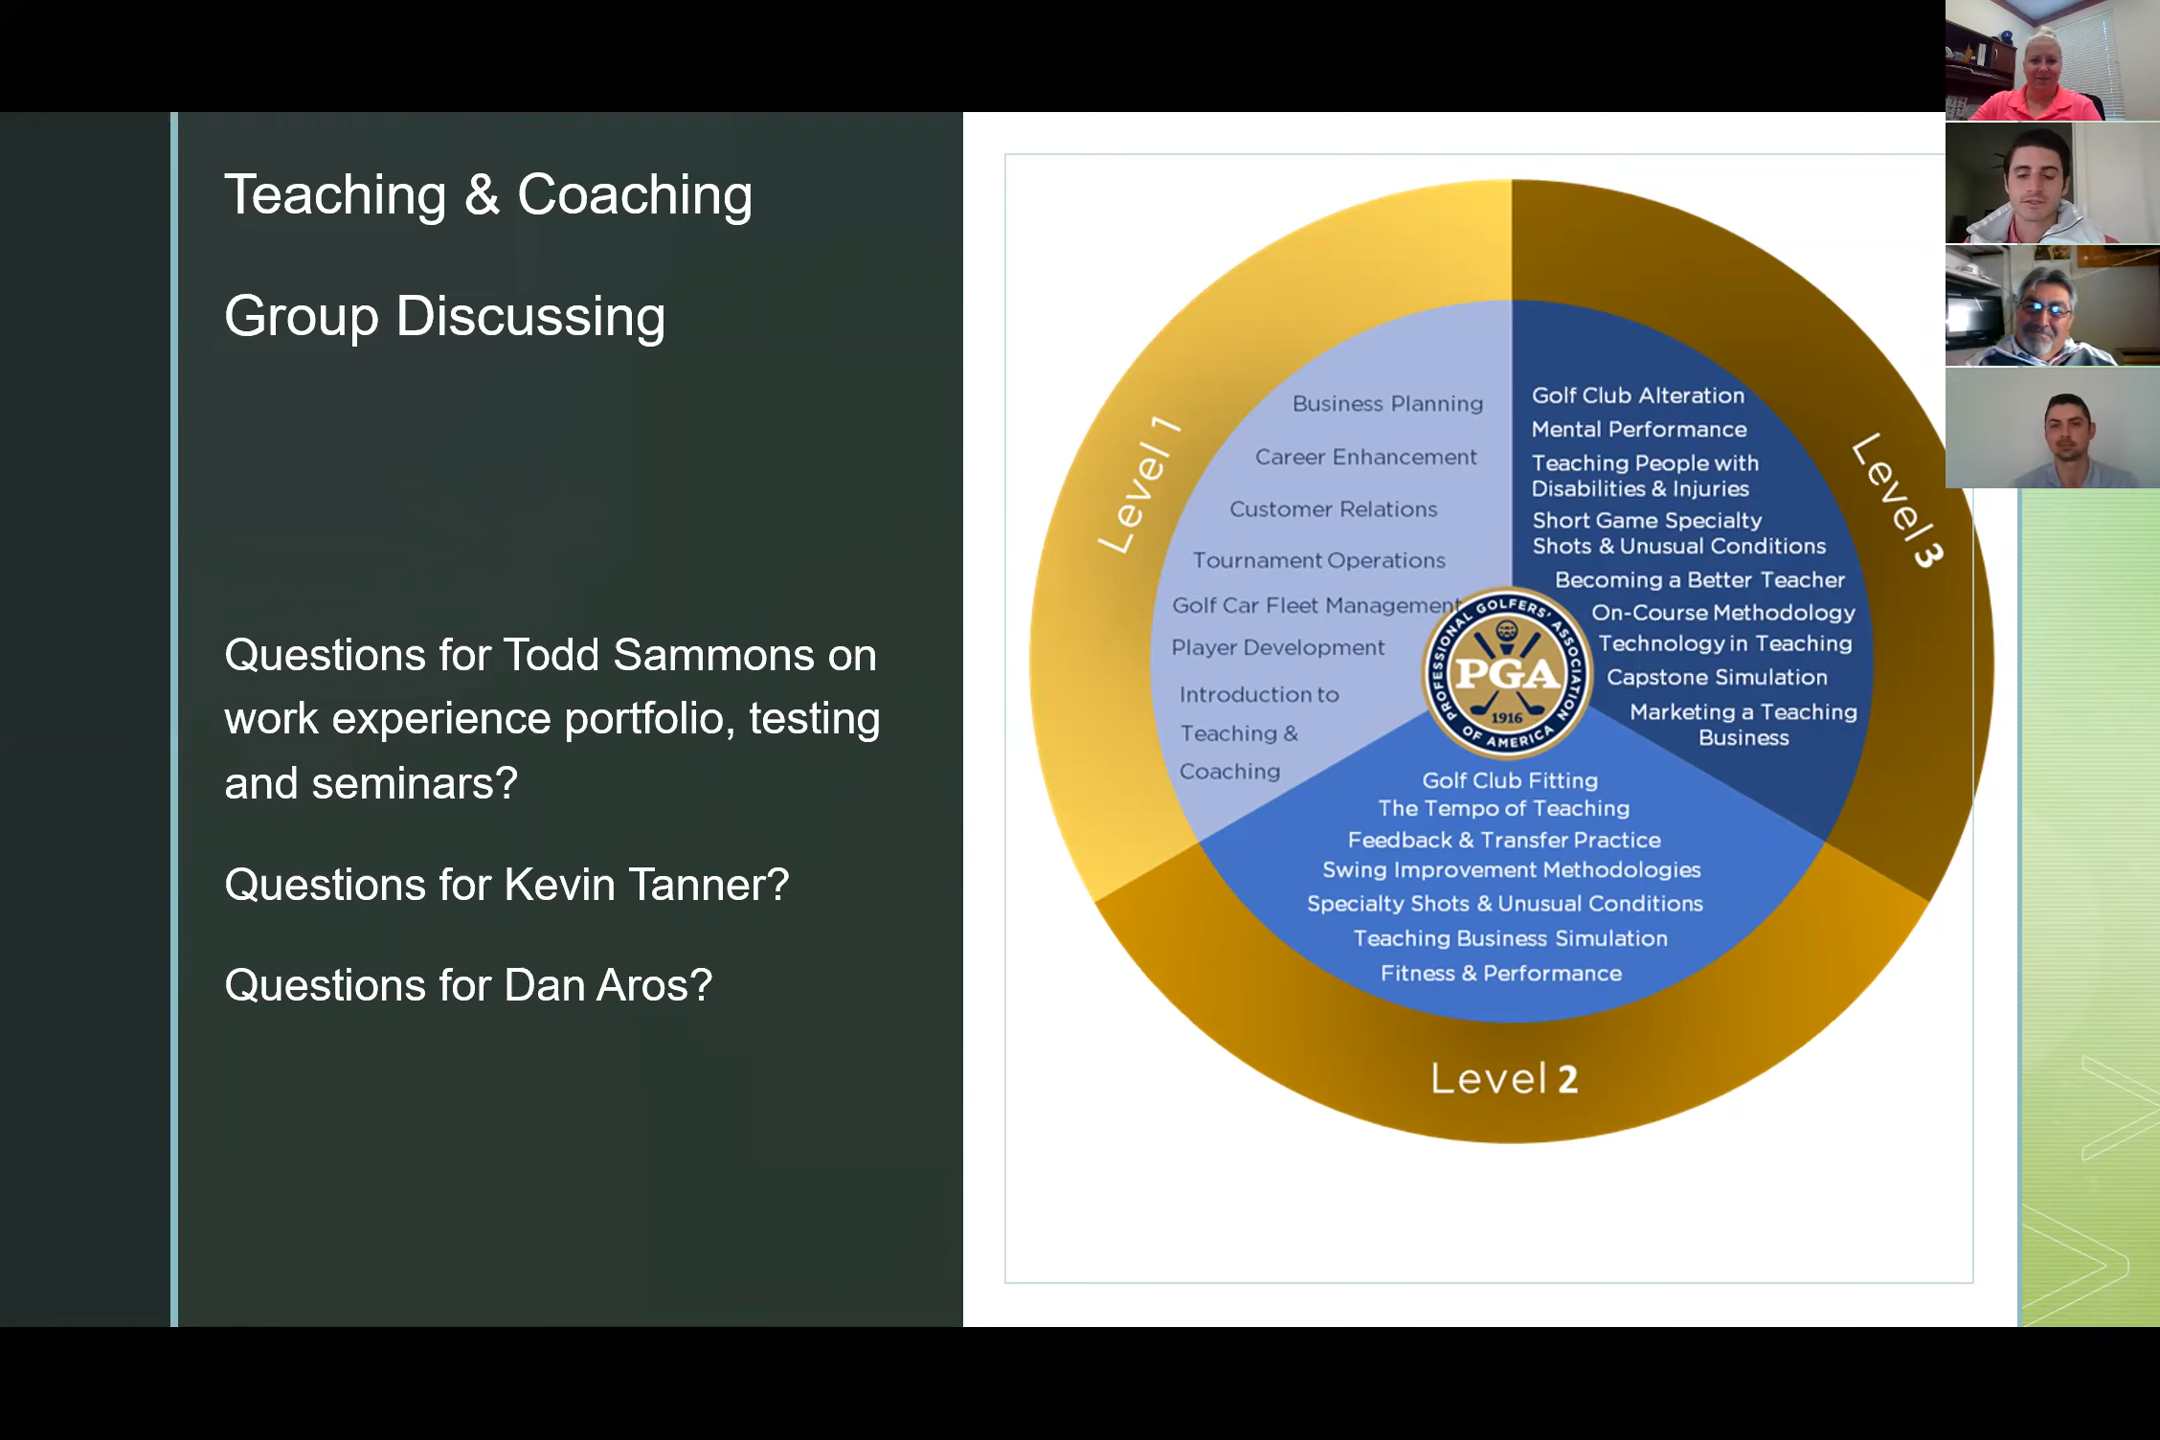 Teaching & Coaching
Group Discussing
Questions for Todd Sammons on
work experience portfolio, testing
and seminars?
Questions for Kevin Tanner?
Questions for Dan Aros?
Level 1
Business Planning
Career Enhancement
Customer Relations
Tournament Operations
Golf Car Fleet Management
Player Development
Introduction to
Teaching &
Coaching
Level 3
Golf Club Alteration
Mental Performance
Teaching People with
Disabilities & Injuries
Short Game Specialty
Shots & Unusual Conditions
Becoming a Better Teacher
On-Course Methodology
Technology in Teaching
Capstone Simulation
Marketing a Teaching
Business
PROFESSIONAL GOLFERS' ASSOCIATION
PGA
1916
OF AMERICA
Golf Club Fitting
The Tempo of Teaching
Feedback & Transfer Practice
Swing Improvement Methodologies
Specialty Shots & Unusual Conditions
Teaching Business Simulation
Fitness & Performance
Level 2